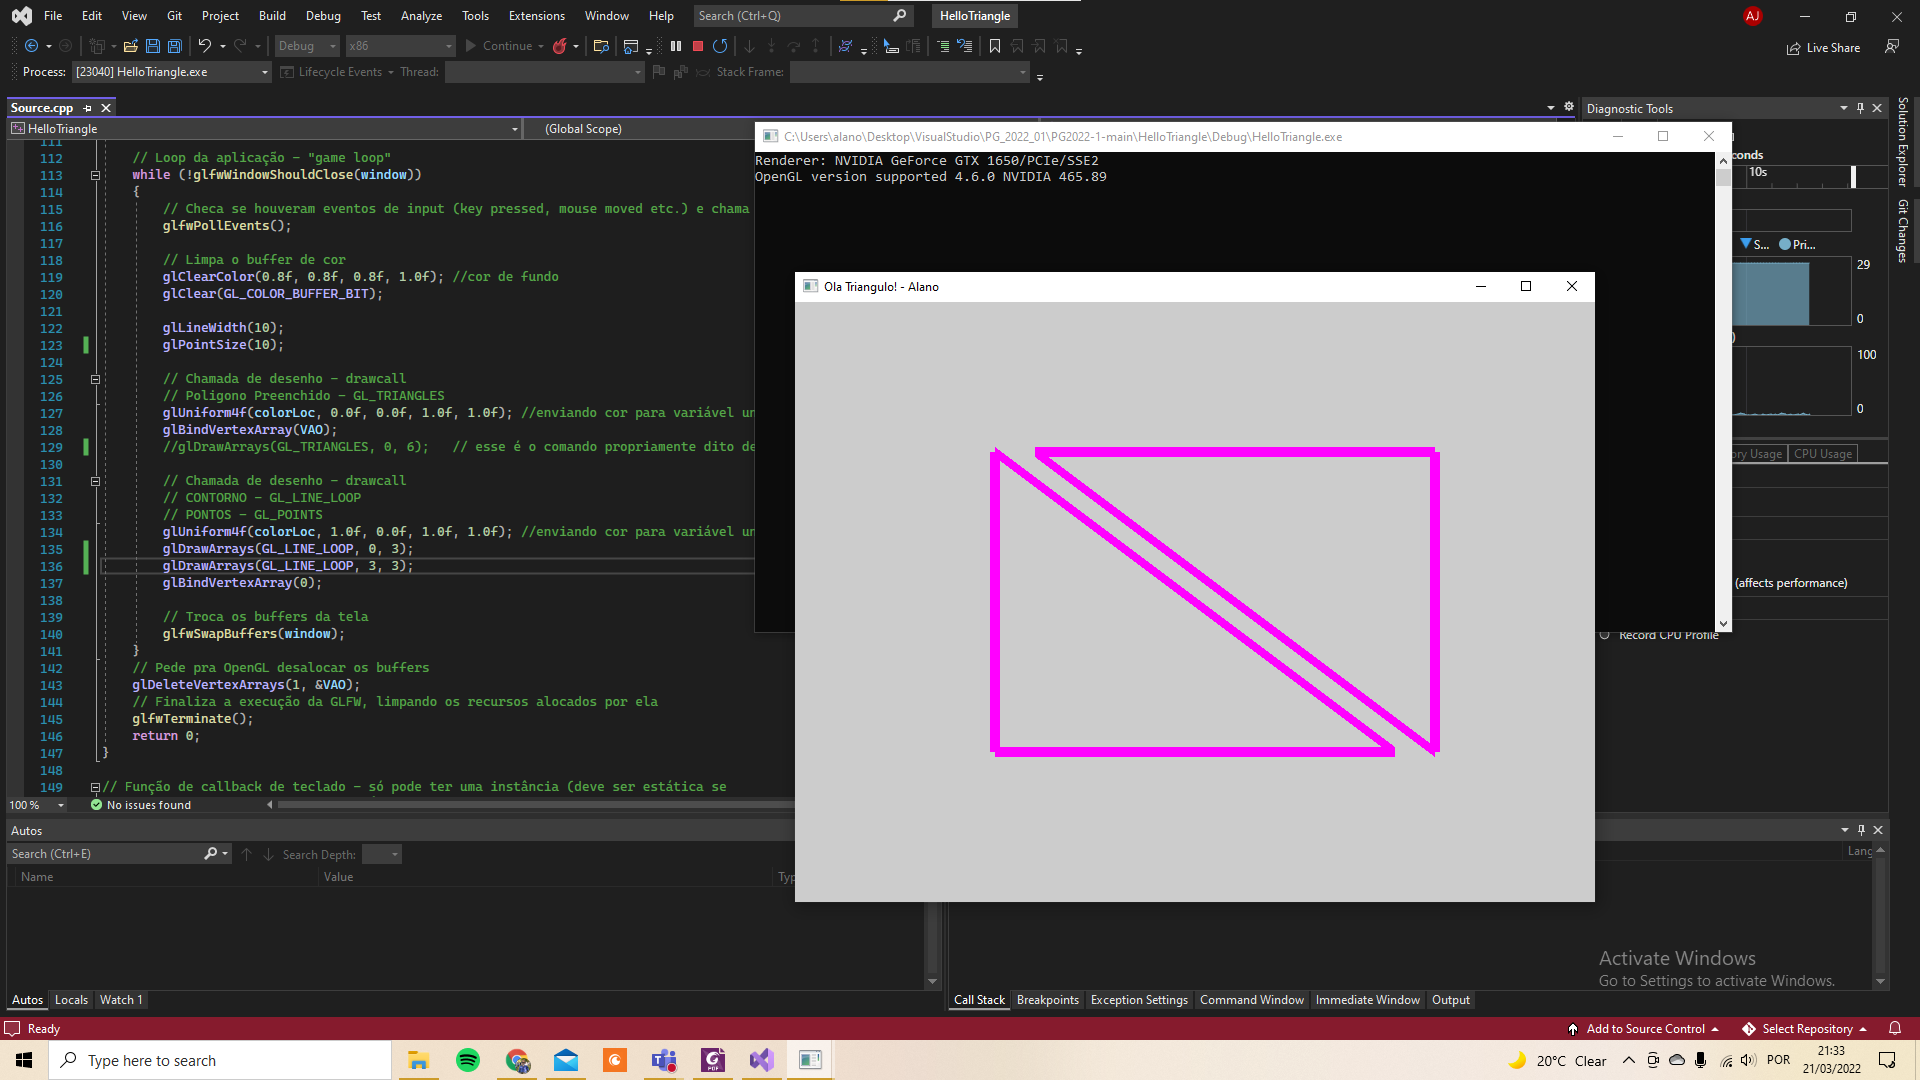 File Edit View Git Project Build Debug Test Analyze Tools Extensions Window Help Search (Ctrl+Q) HelloTriangle AJ
Debug x86 Continue Live Share
Process: [23040] HelloTriangle.exe Lifecycle Events Thread: Stack Frame:
Source.cpp
HelloTriangle (Global Scope)
111
112 // Loop da aplicação - "game loop"
113 while (!glfwWindowShouldClose(window))
114 {
115 // Checa se houveram eventos de input (key pressed, mouse moved etc.) e chama
116 glfwPollEvents();
117
118 // Limpa o buffer de cor
119 glClearColor(0.8f, 0.8f, 0.8f, 1.0f); //cor de fundo
120 glClear(GL_COLOR_BUFFER_BIT);
121
122 glLineWidth(10);
123 glPointSize(10);
124
125 // Chamada de desenho - drawcall
126 // Poligono Preenchido - GL_TRIANGLES
127 glUniform4f(colorLoc, 0.0f, 0.0f, 1.0f, 1.0f); //enviando cor para variável un
128 glBindVertexArray(VAO);
129 //glDrawArrays(GL_TRIANGLES, 0, 6); // esse é o comando propriamente dito de
130
131 // Chamada de desenho - drawcall
132 // CONTORNO - GL_LINE_LOOP
133 // PONTOS - GL_POINTS
134 glUniform4f(colorLoc, 1.0f, 0.0f, 1.0f, 1.0f); //enviando cor para variável un
135 glDrawArrays(GL_LINE_LOOP, 0, 3);
136 glDrawArrays(GL_LINE_LOOP, 3, 3);
137 glBindVertexArray(0);
138
139 // Troca os buffers da tela
140 glfwSwapBuffers(window);
141 }
142 // Pede pra OpenGL desalocar os buffers
143 glDeleteVertexArrays(1, &VAO);
144 // Finaliza a execução da GLFW, limpando os recursos alocados por ela
145 glfwTerminate();
146 return 0;
147 }
148
149 // Função de callback de teclado - só pode ter uma instância (deve ser estática se
100 % No issues found
C:\Users\alano\Desktop\VisualStudio\PG_2022_01\PG2022-1-main\HelloTriangle\Debug\HelloTriangle.exe
Renderer: NVIDIA GeForce GTX 1650/PCIe/SSE2
OpenGL version supported 4.6.0 NVIDIA 465.89
Ola Triangulo! - Alano
Diagnostic Tools
conds
10s
S... Pri...
29
0
)
100
0
ory Usage CPU Usage
(affects performance)
Record CPU Profile
Solution Explorer
Git Changes
Autos
Search (Ctrl+E) Search Depth:
Name Value Typ
Lang
Autos Locals Watch 1
Call Stack Breakpoints Exception Settings Command Window Immediate Window Output
Activate Windows
Go to Settings to activate Windows.
Ready Add to Source Control Select Repository
Type here to search
20°C Clear POR 21:33
21/03/2022